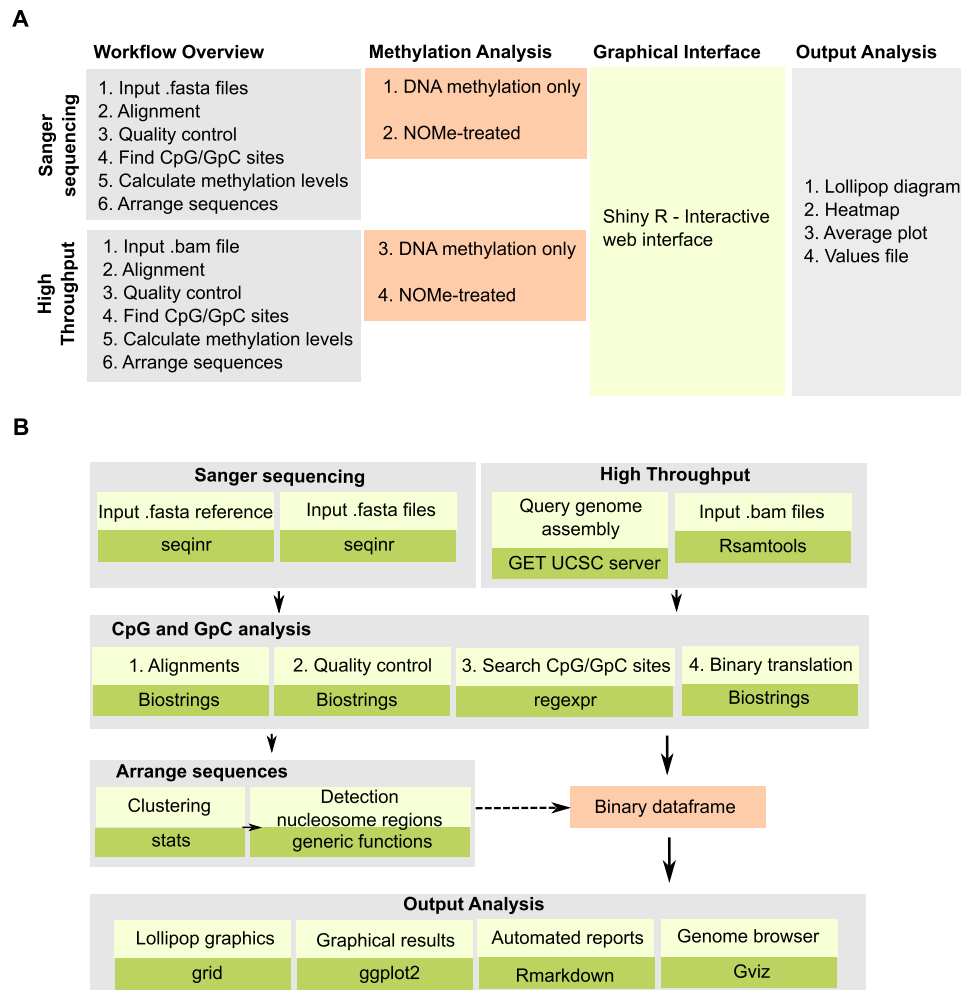 A
Workflow Overview
Methylation Analysis
Graphical Interface
Output Analysis
Sanger
sequencing
1. Input .fasta files
2. Alignment
3. Quality control
4. Find CpG/GpC sites
5. Calculate methylation levels
6. Arrange sequences
1. DNA methylation only
2. NOMe-treated
High
Throughput
1. Input .bam file
2. Alignment
3. Quality control
4. Find CpG/GpC sites
5. Calculate methylation levels
6. Arrange sequences
3. DNA methylation only
4. NOMe-treated
Shiny R - Interactive
web interface
1. Lollipop diagram
2. Heatmap
3. Average plot
4. Values file
B
Sanger sequencing
Input .fasta reference
seqinr
Input .fasta files
seqinr
High Throughput
Query genome
assembly
GET UCSC server
Input .bam files
Rsamtools
CpG and GpC analysis
1. Alignments
Biostrings
2. Quality control
Biostrings
3. Search CpG/GpC sites
regexpr
4. Binary translation
Biostrings
Arrange sequences
Clustering
stats
Detection
nucleosome regions
generic functions
Binary dataframe
Output Analysis
Lollipop graphics
grid
Graphical results
ggplot2
Automated reports
Rmarkdown
Genome browser
Gviz